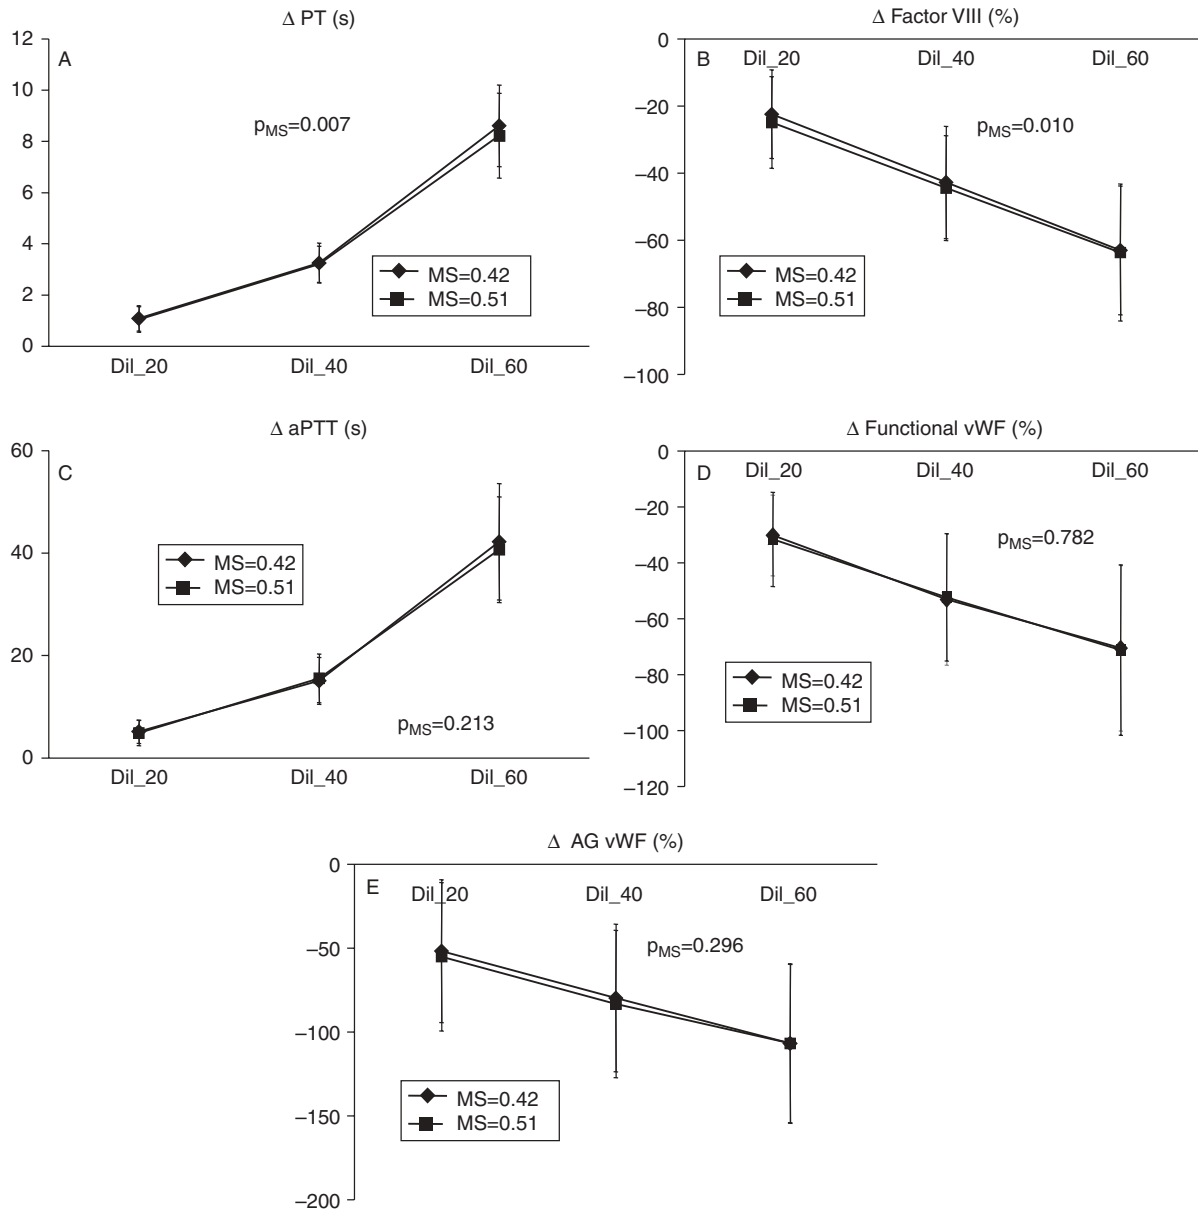 Δ PT (s)
A
12
10
8
6
4
2
0
pMS=0.007
MS=0.42
MS=0.51
Dil_20 Dil_40 Dil_60
Δ Factor VIII (%)
B
0
–20
–40
–60
–80
–100
Dil_20 Dil_40 Dil_60
pMS=0.010
MS=0.42
MS=0.51
Δ aPTT (s)
C
60
40
20
0
MS=0.42
MS=0.51
pMS=0.213
Dil_20 Dil_40 Dil_60
Δ Functional vWF (%)
D
0
–20
–40
–60
–80
–100
–120
Dil_20 Dil_40 Dil_60
pMS=0.782
MS=0.42
MS=0.51
Δ AG vWF (%)
E
0
–50
–100
–150
–200
Dil_20 Dil_40 Dil_60
pMS=0.296
MS=0.42
MS=0.51